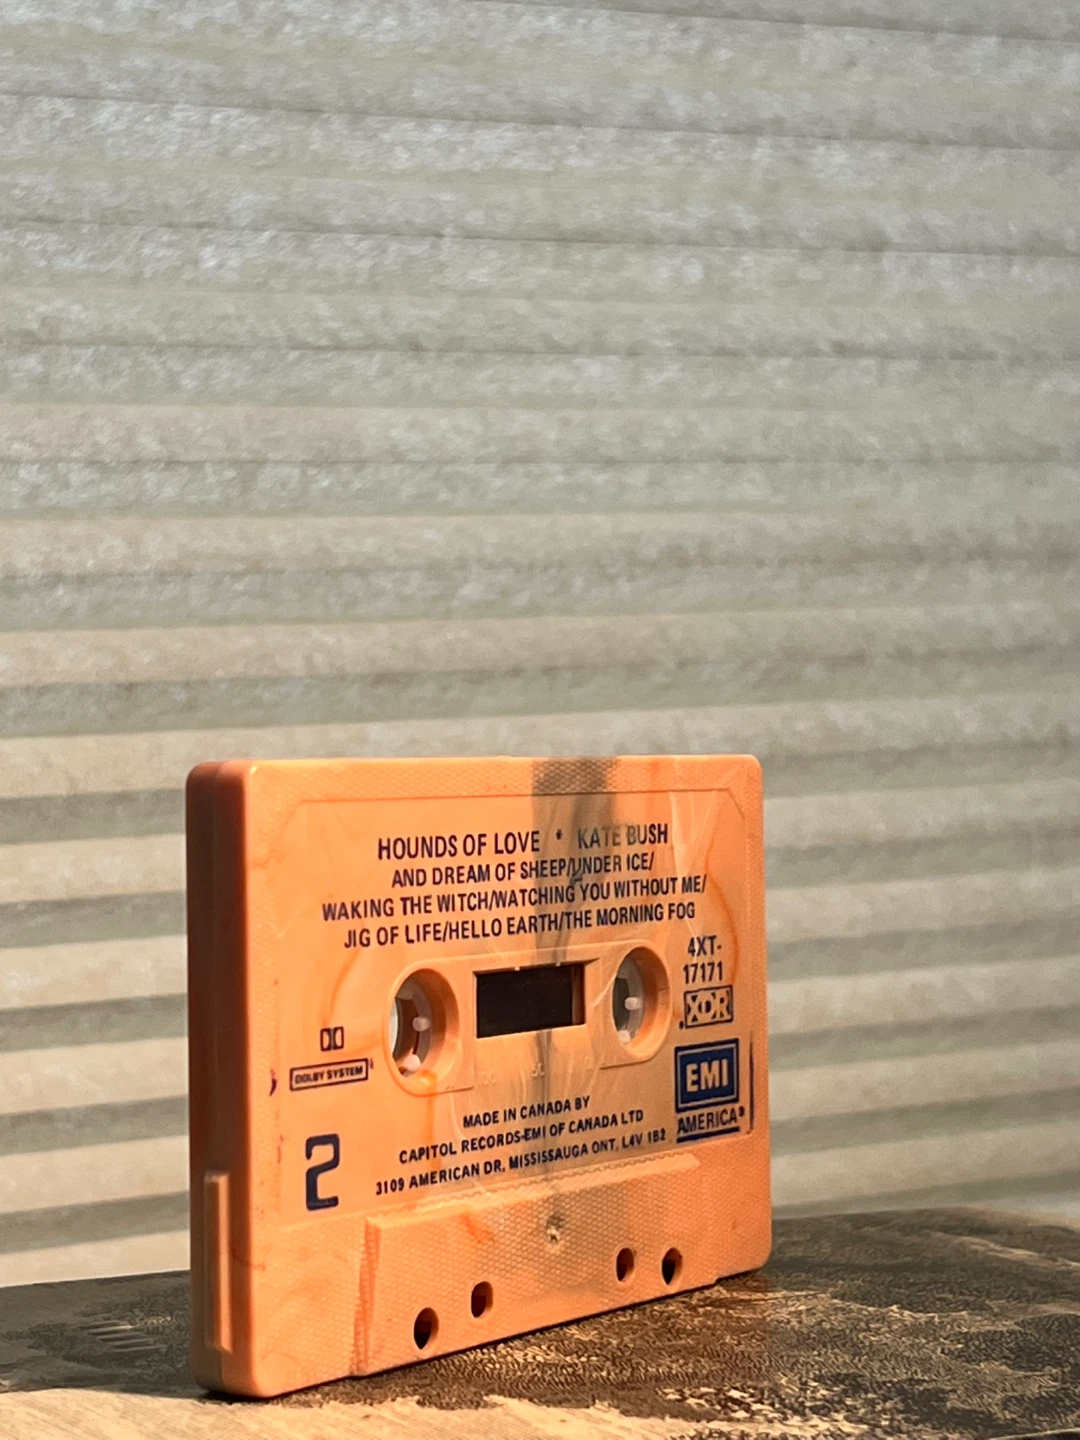 HOUNDS OF LOVE * KATE BUSH
AND DREAM OF SHEEP/UNDER ICE/
WAKING THE WITCH/WATCHING YOU WITHOUT ME/
JIG OF LIFE/HELLO EARTH/THE MORNING FOG
4XT-
17171
XDR
DOLBY SYSTEM
EMI
AMERICA®
2
MADE IN CANADA BY
CAPITOL RECORDS-EMI OF CANADA LTD
3109 AMERICAN DR. MISSISSAUGA ONT. L4V 1B2